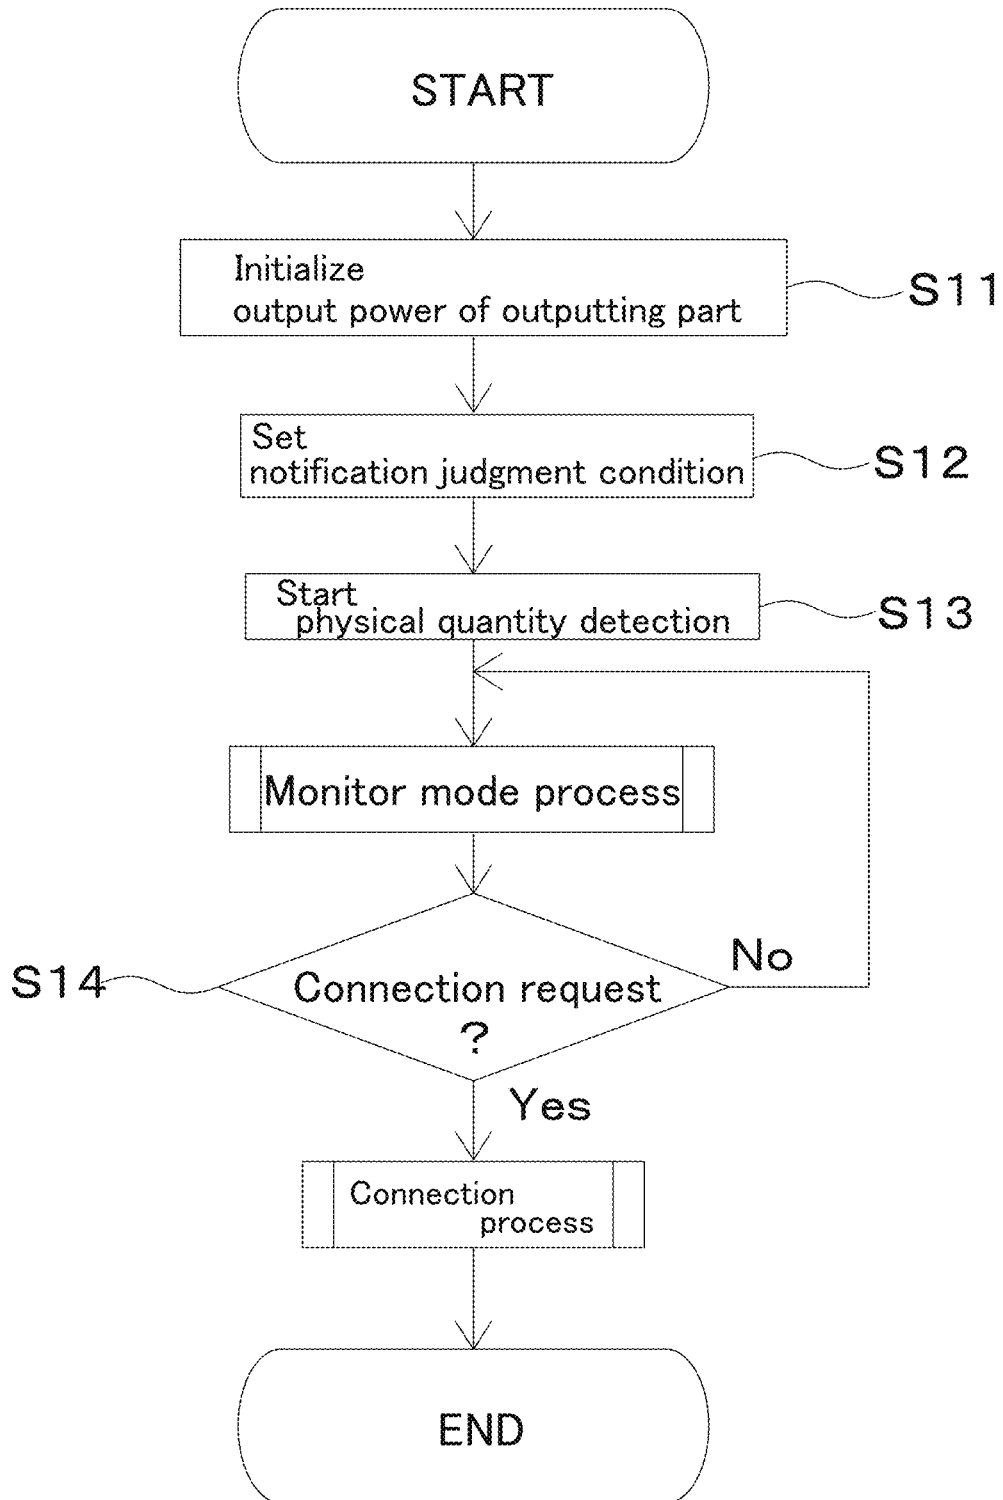 START
Initialize
output power of outputting part
S11
Set
notification judgment condition
S12
Start
physical quantity detection
S13
Monitor mode process
S14
Connection request
?
No
Yes
Connection
process
END